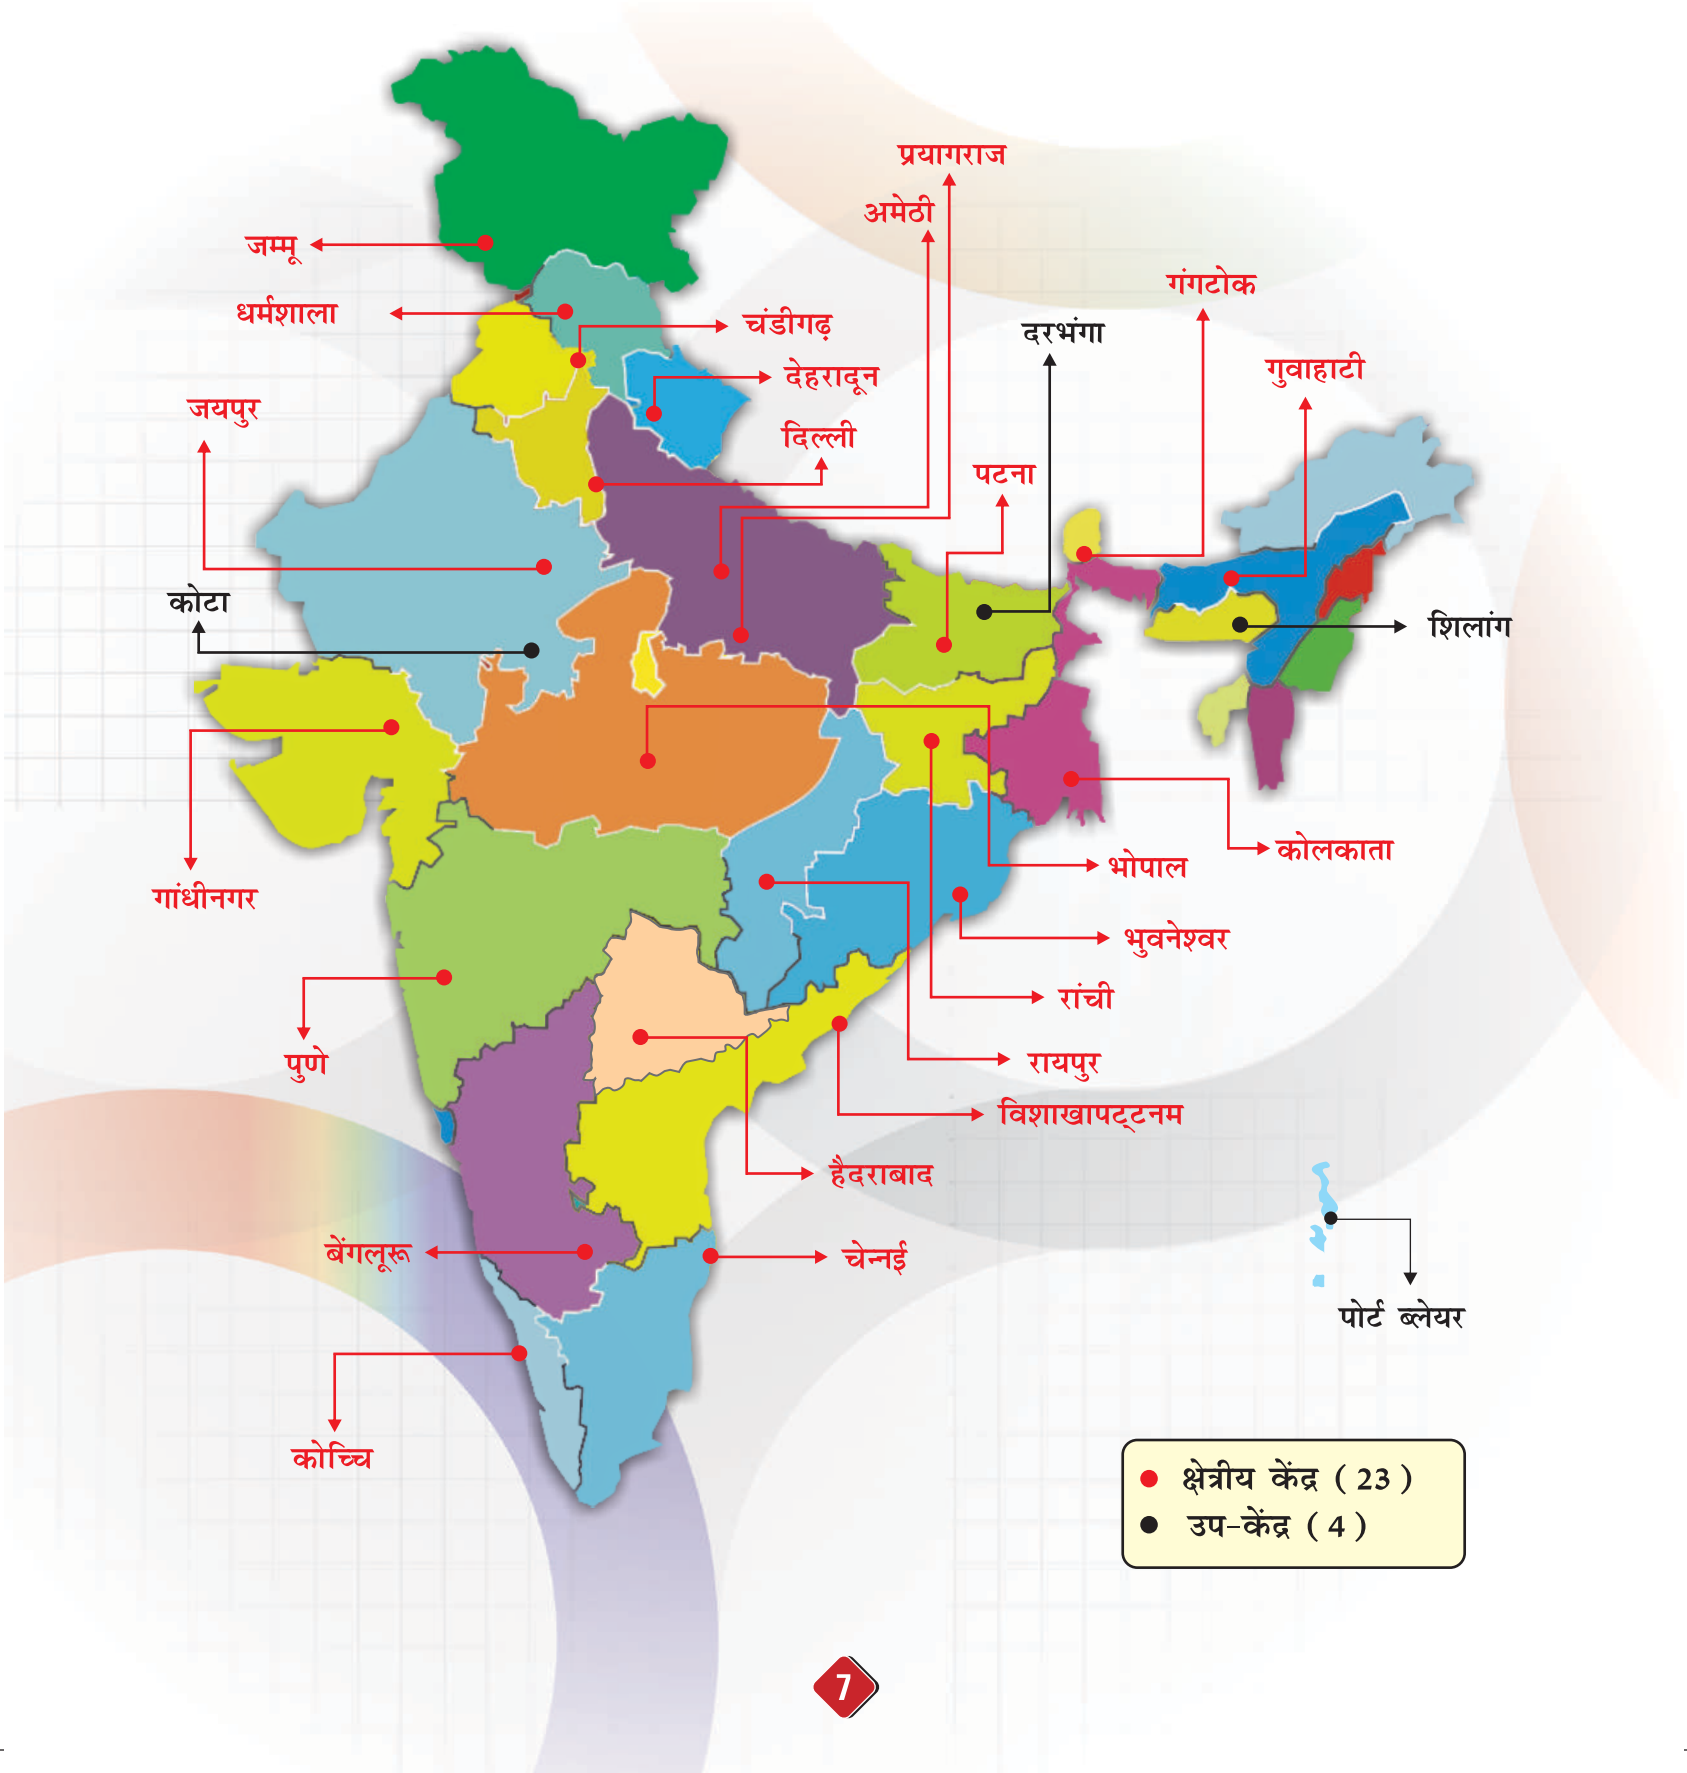 प्रयागराज
अमेठी
जम्मू
गंगटोक
धर्मशाला
चंडीगढ़
दरभंगा
गुवाहाटी
देहरादून
जयपुर
दिल्ली
पटना
कोटा
शिलांग
कोलकाता
भोपाल
गांधीनगर
भुवनेश्वर
रांची
पुणे
रायपुर
विशाखापट्टनम
हैदराबाद
बेंगलूरू
चेन्नई
पोर्ट ब्लेयर
कोच्चि
क्षेत्रीय केंद्र ( 23 )
उप-केंद्र ( 4 )
7